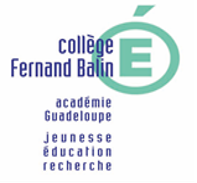 collège
Fernand Balin
É
académie
Guadeloupe
jeunesse
éducation
recherche